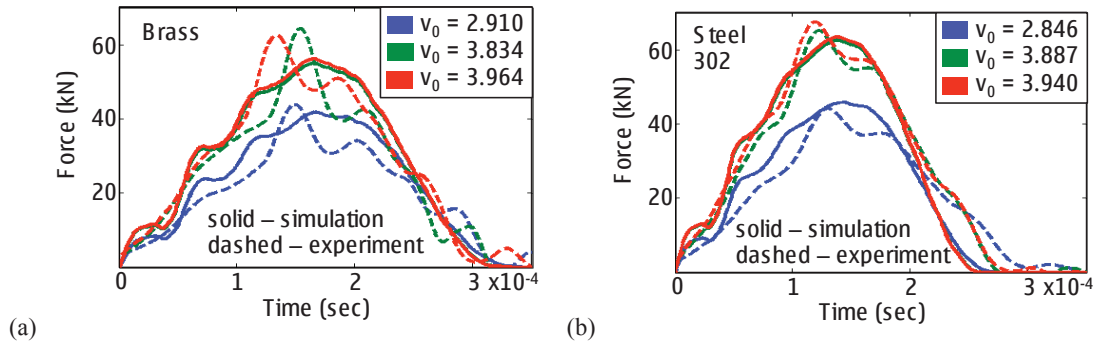 Brass
v₀ = 2.910
v₀ = 3.834
v₀ = 3.964
Force (kN)
60
40
20
solid – simulation
dashed – experiment
0 1 2 3 x10⁻⁴
Time (sec)
(a)
Steel
302
v₀ = 2.846
v₀ = 3.887
v₀ = 3.940
Force (kN)
60
40
20
solid – simulation
dashed – experiment
0 1 2 3 x10⁻⁴
Time (sec)
(b)